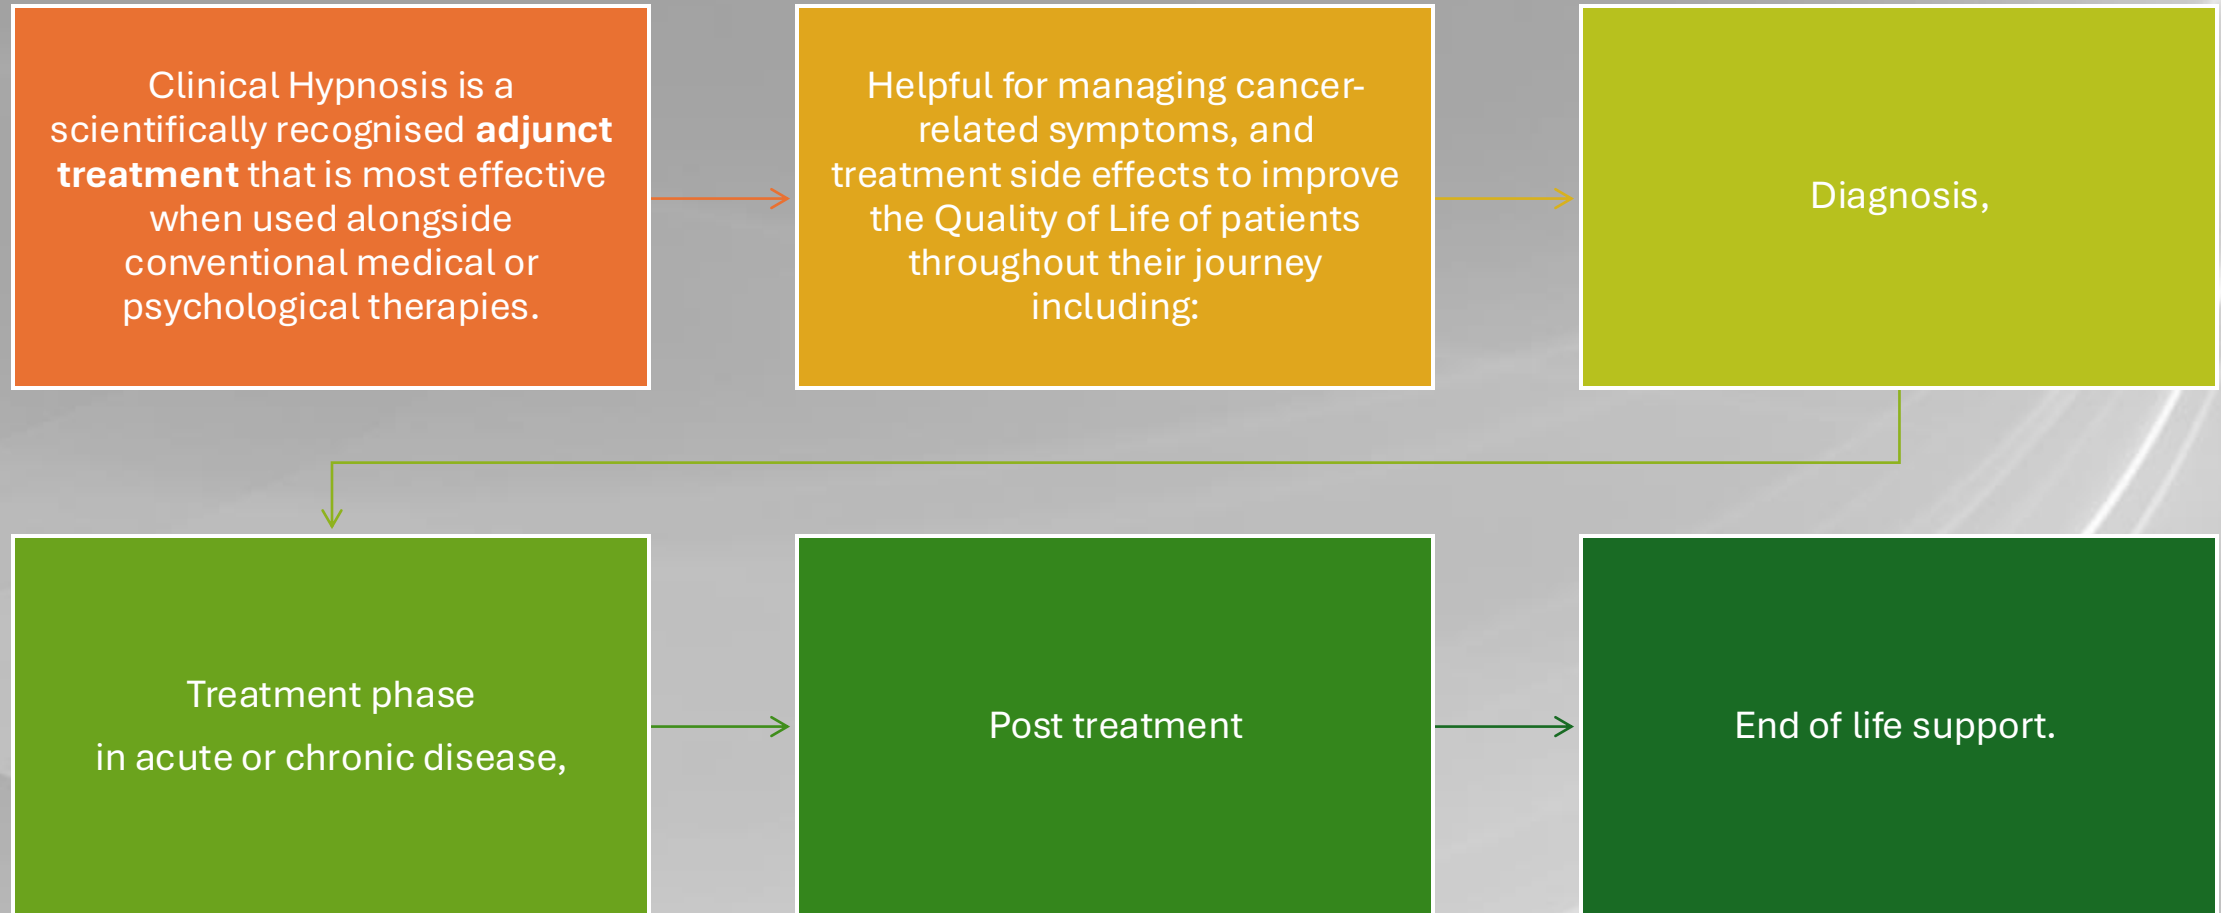 Clinical Hypnosis is a
scientifically recognised adjunct
treatment that is most effective
when used alongside
conventional medical or
psychological therapies.
Helpful for managing cancer-
related symptoms, and
treatment side effects to improve
the Quality of Life of patients
throughout their journey
including:
Diagnosis,
Treatment phase
in acute or chronic disease,
Post treatment
End of life support.